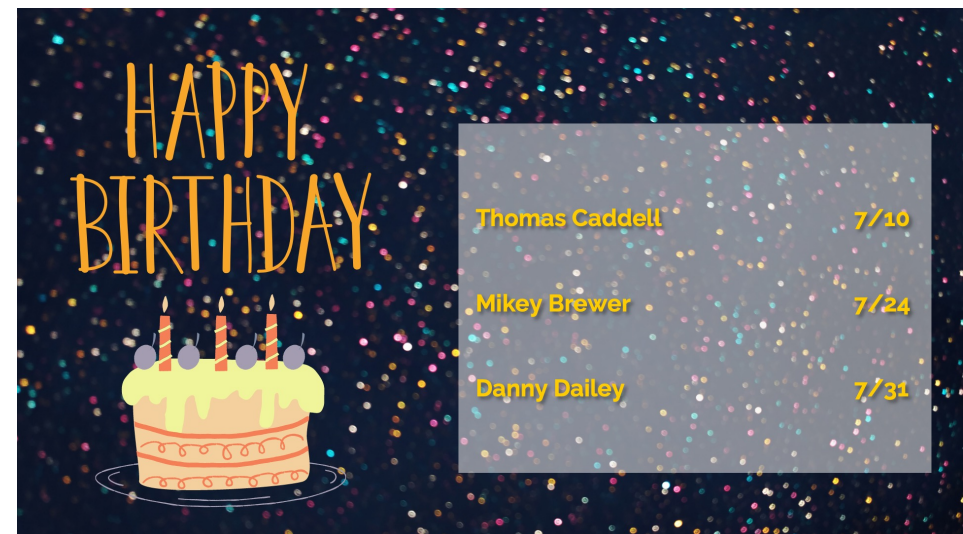 HAPPY
BIRTHDAY
Thomas Caddell 7/10
Mikey Brewer 7/24
Danny Dailey 7/31